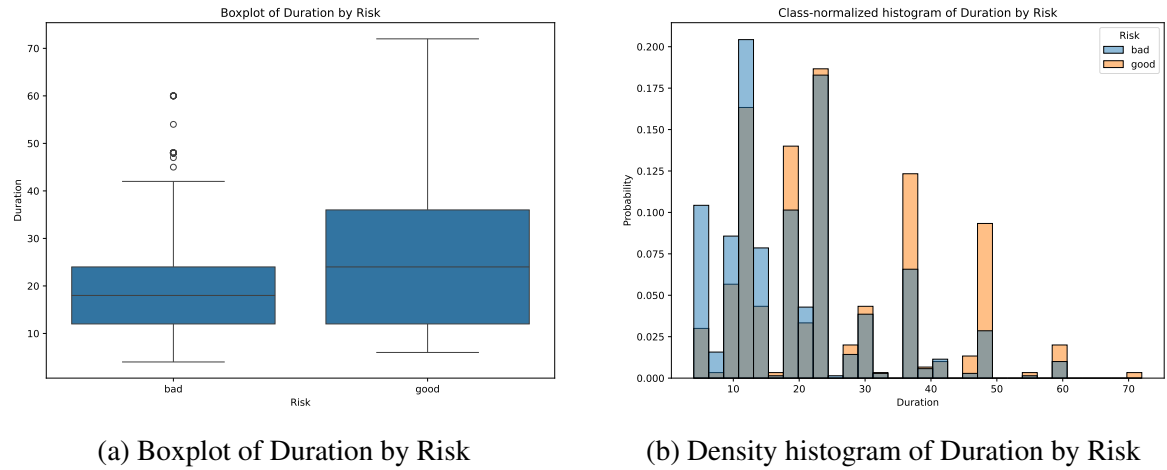 Boxplot of Duration by Risk
70
60
50
40
30
20
10
Duration
bad
good
Risk
Class-normalized histogram of Duration by Risk
Risk
bad
good
0.200
0.175
0.150
0.125
0.100
0.075
0.050
0.025
0.000
Probability
10
20
30
40
50
60
70
Duration
(a) Boxplot of Duration by Risk
(b) Density histogram of Duration by Risk